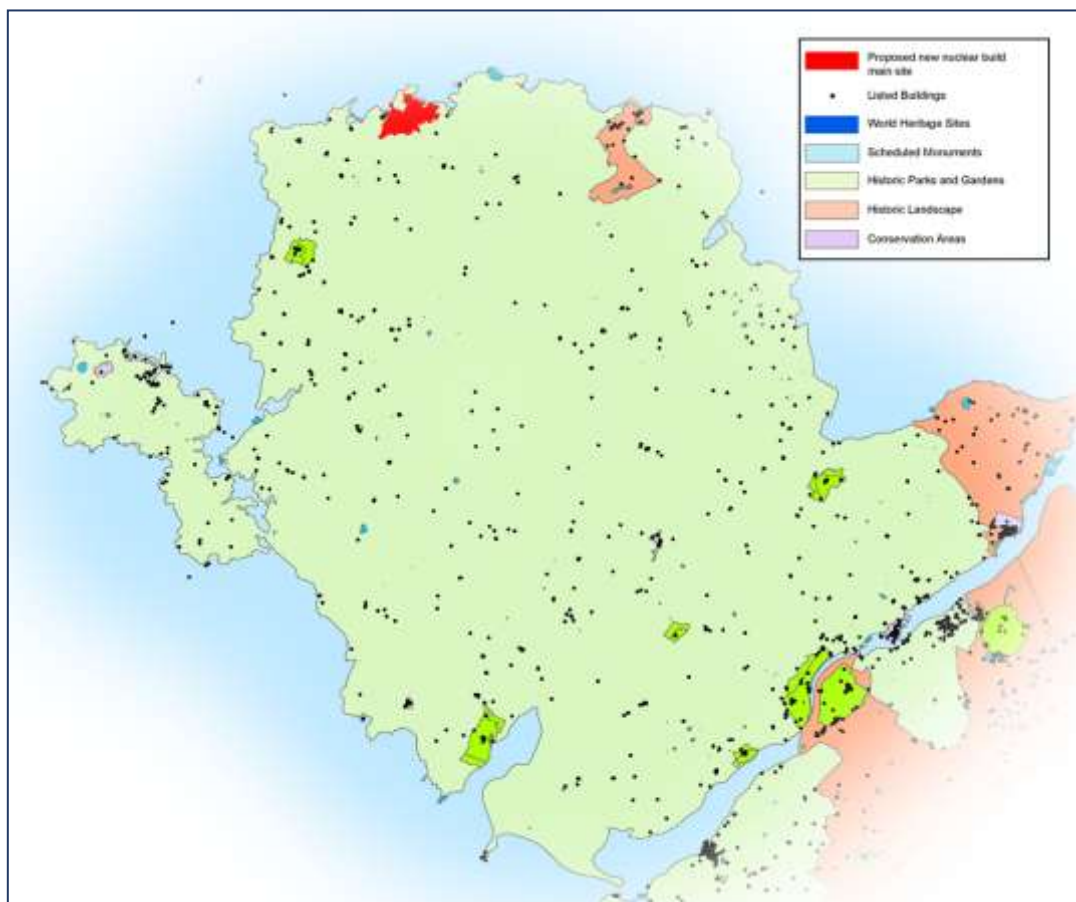 Proposed new nuclear build
main site
Listed Buildings
World Heritage Sites
Scheduled Monuments
Historic Parks and Gardens
Historic Landscape
Conservation Areas